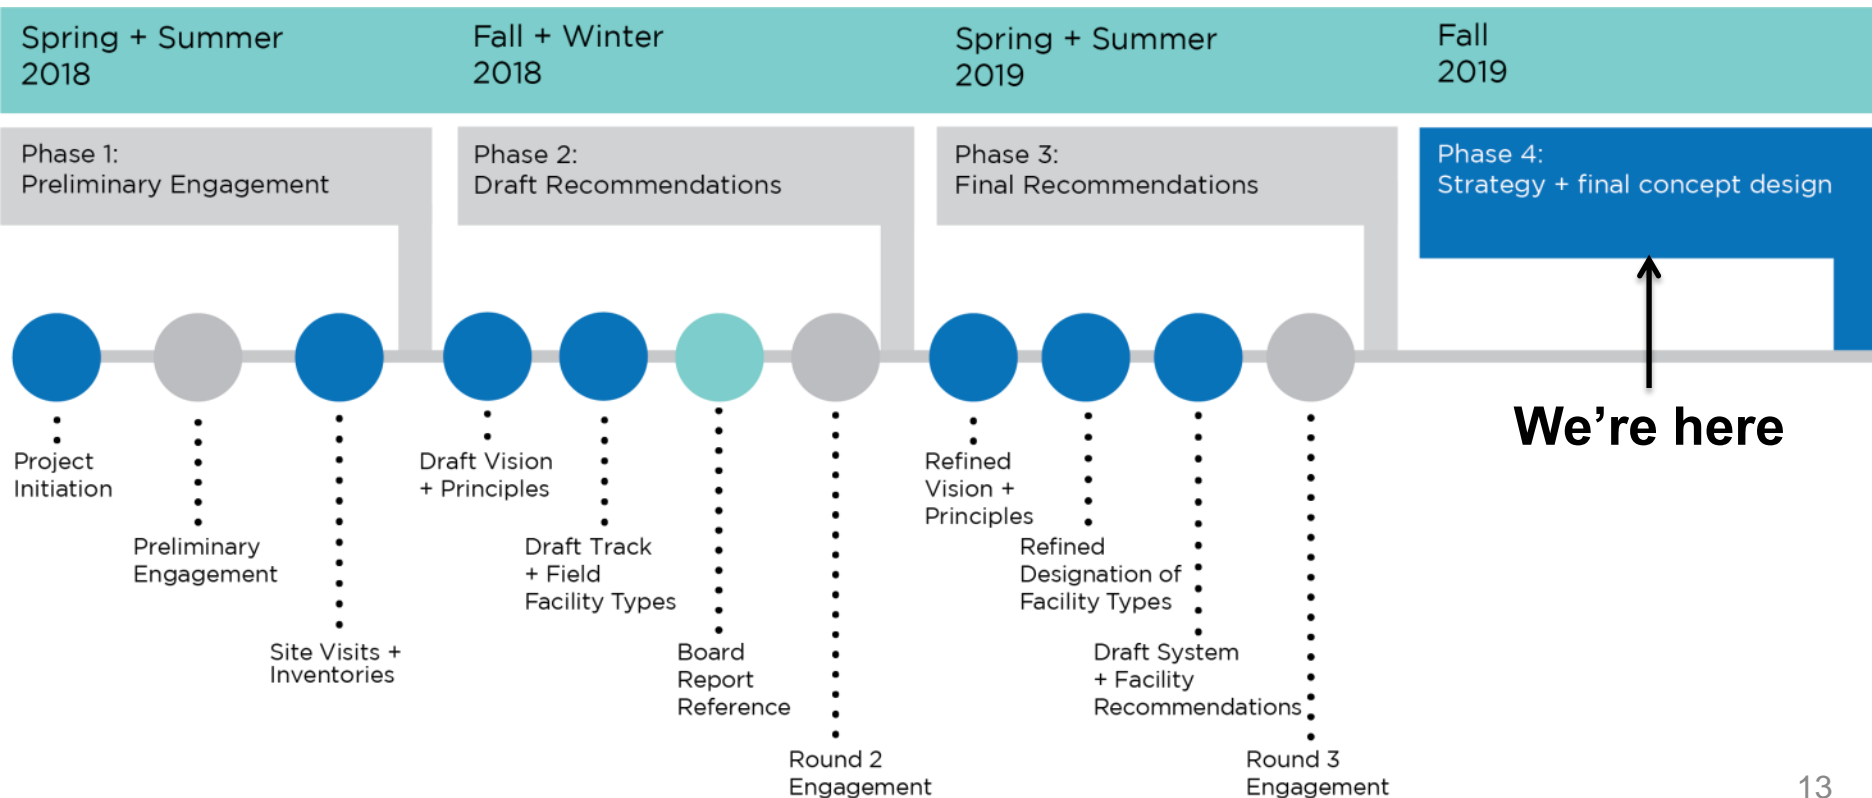 Spring + Summer
2018
Fall + Winter
2018
Spring + Summer
2019
Fall
2019
Phase 1:
Preliminary Engagement
Phase 2:
Draft Recommendations
Phase 3:
Final Recommendations
Phase 4:
Strategy + final concept design
We’re here
Project
Initiation
Preliminary
Engagement
Site Visits +
Inventories
Draft Vision
+ Principles
Draft Track
+ Field
Facility Types
Board
Report
Reference
Round 2
Engagement
Refined
Vision +
Principles
Refined
Designation of
Facility Types
Draft System
+ Facility
Recommendations
Round 3
Engagement
13